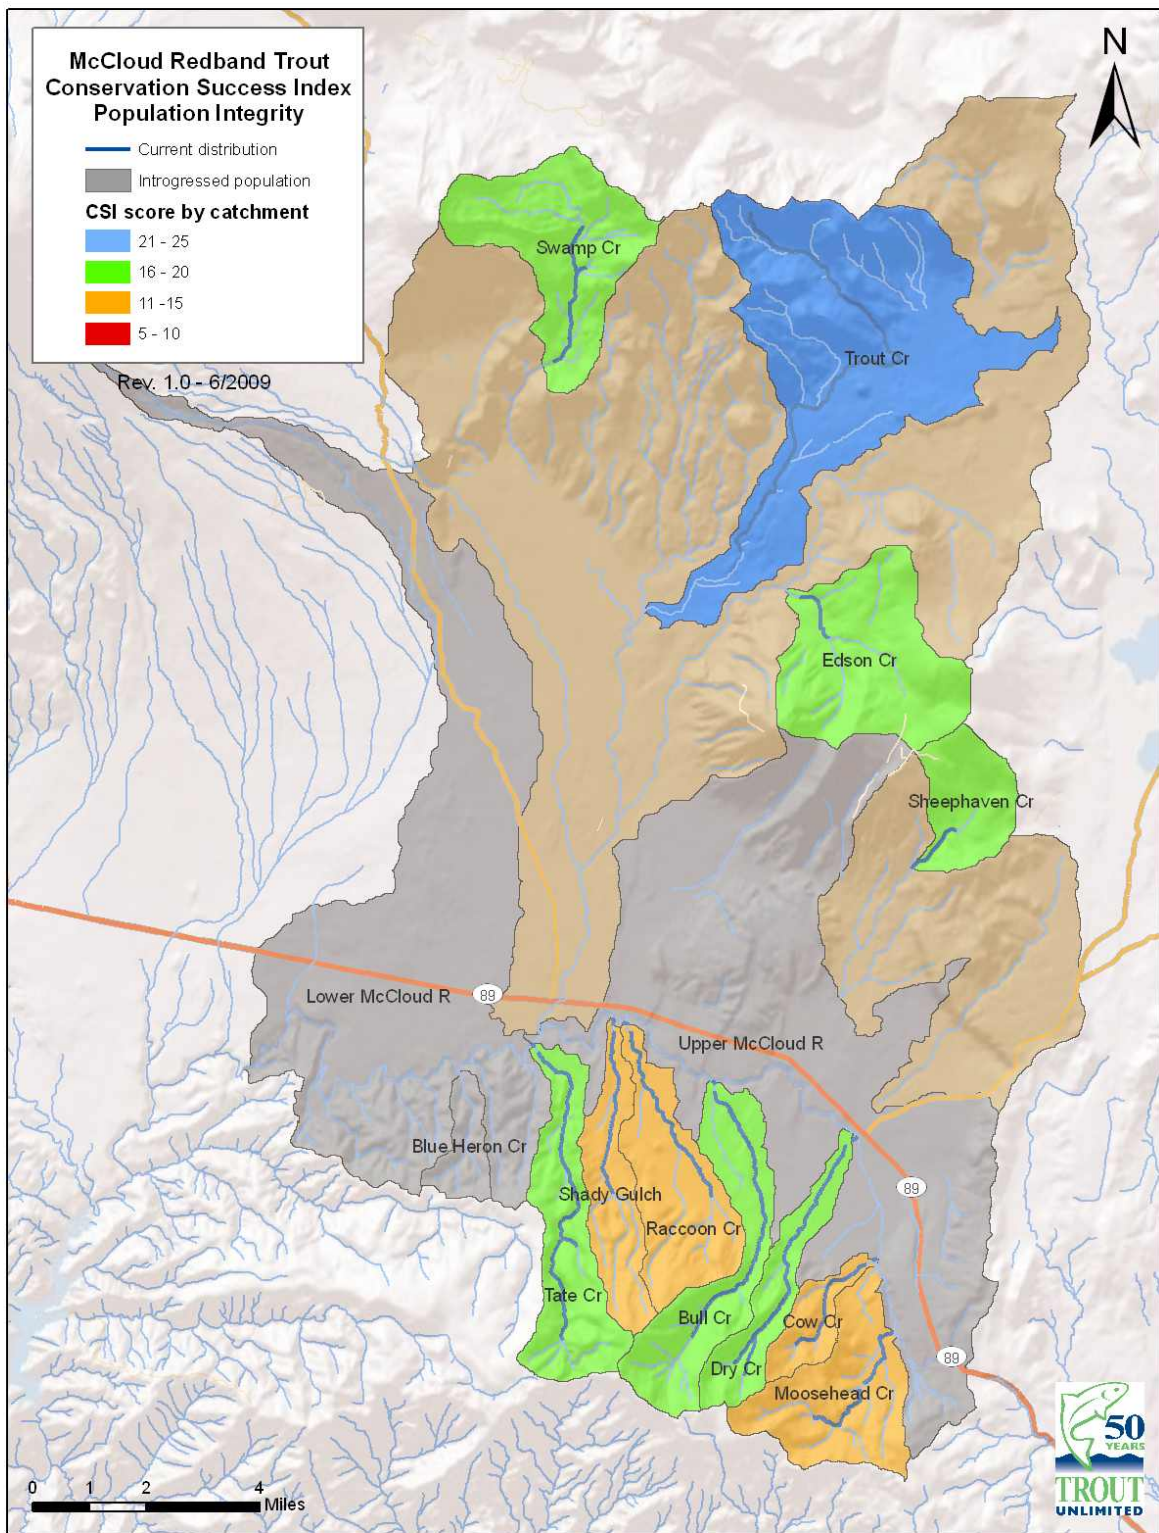 McCloud Redband Trout
Conservation Success Index
Population Integrity
Current distribution
Introgressed population
CSI score by catchment
21 - 25
16 - 20
11 -15
5 - 10
Rev. 1.0 - 6/2009
N
Swamp Cr
Trout Cr
Edson Cr
Sheephaven Cr
Lower McCloud R
89
Upper McCloud R
Blue Heron Cr
Shady Gulch
89
Raccoon Cr
Tate Cr
Bull Cr
Cow Cr
Dry Cr
89
Moosehead Cr
0 1 2 4
Miles
50
YEARS
TROUT
UNLIMITED